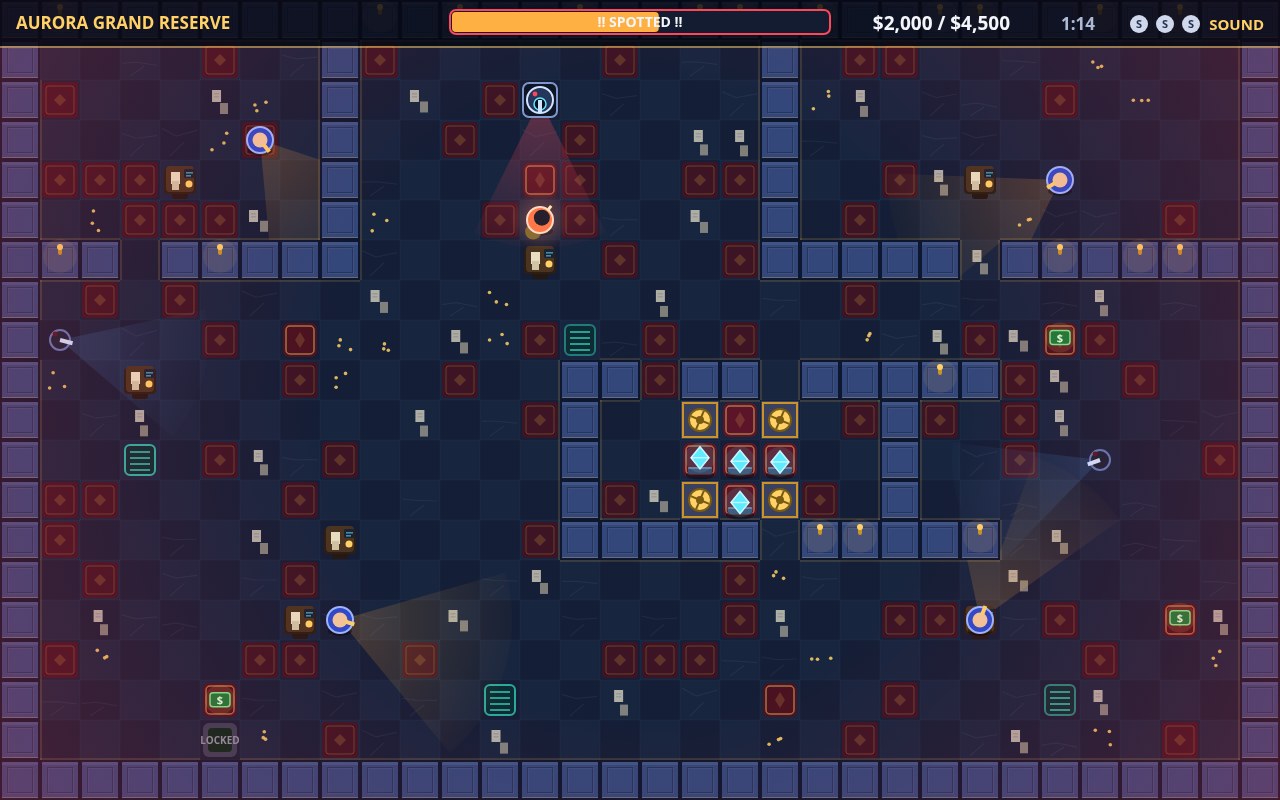 AURORA GRAND RESERVE
!! SPOTTED !!
$2,000 / $4,500
1:14
S S S SOUND
$
$
$
LOCKED